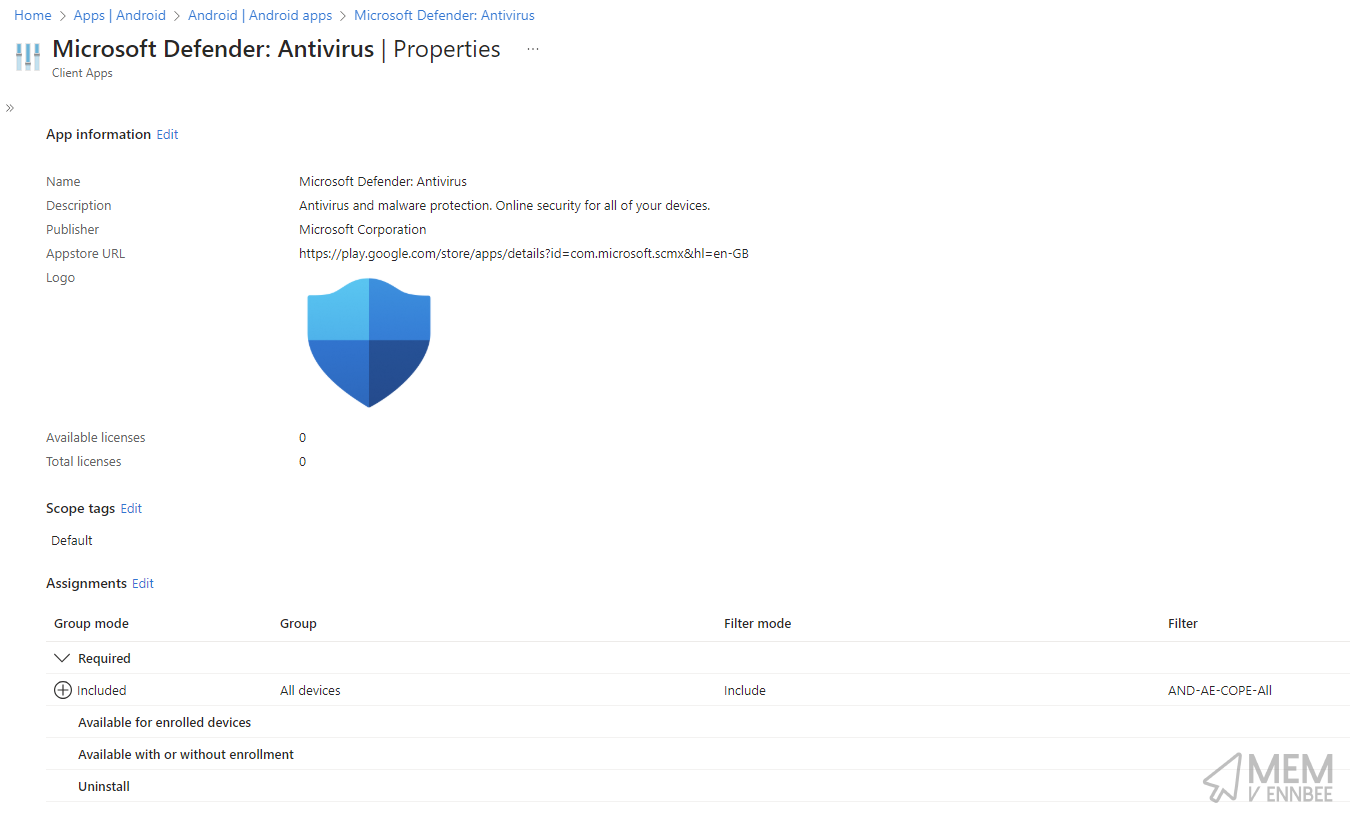 Home > Apps | Android > Android | Android apps > Microsoft Defender: Antivirus
Microsoft Defender: Antivirus | Properties ...
Client Apps
»
App information Edit
Name Microsoft Defender: Antivirus
Description Antivirus and malware protection. Online security for all of your devices.
Publisher Microsoft Corporation
Appstore URL https://play.google.com/store/apps/details?id=com.microsoft.scmx&hl=en-GB
Logo
Available licenses 0
Total licenses 0
Scope tags Edit
Default
Assignments Edit
Group mode Group Filter mode Filter
Required
Included All devices Include AND-AE-COPE-All
Available for enrolled devices
Available with or without enrollment
Uninstall
MEM
V ENNBEE